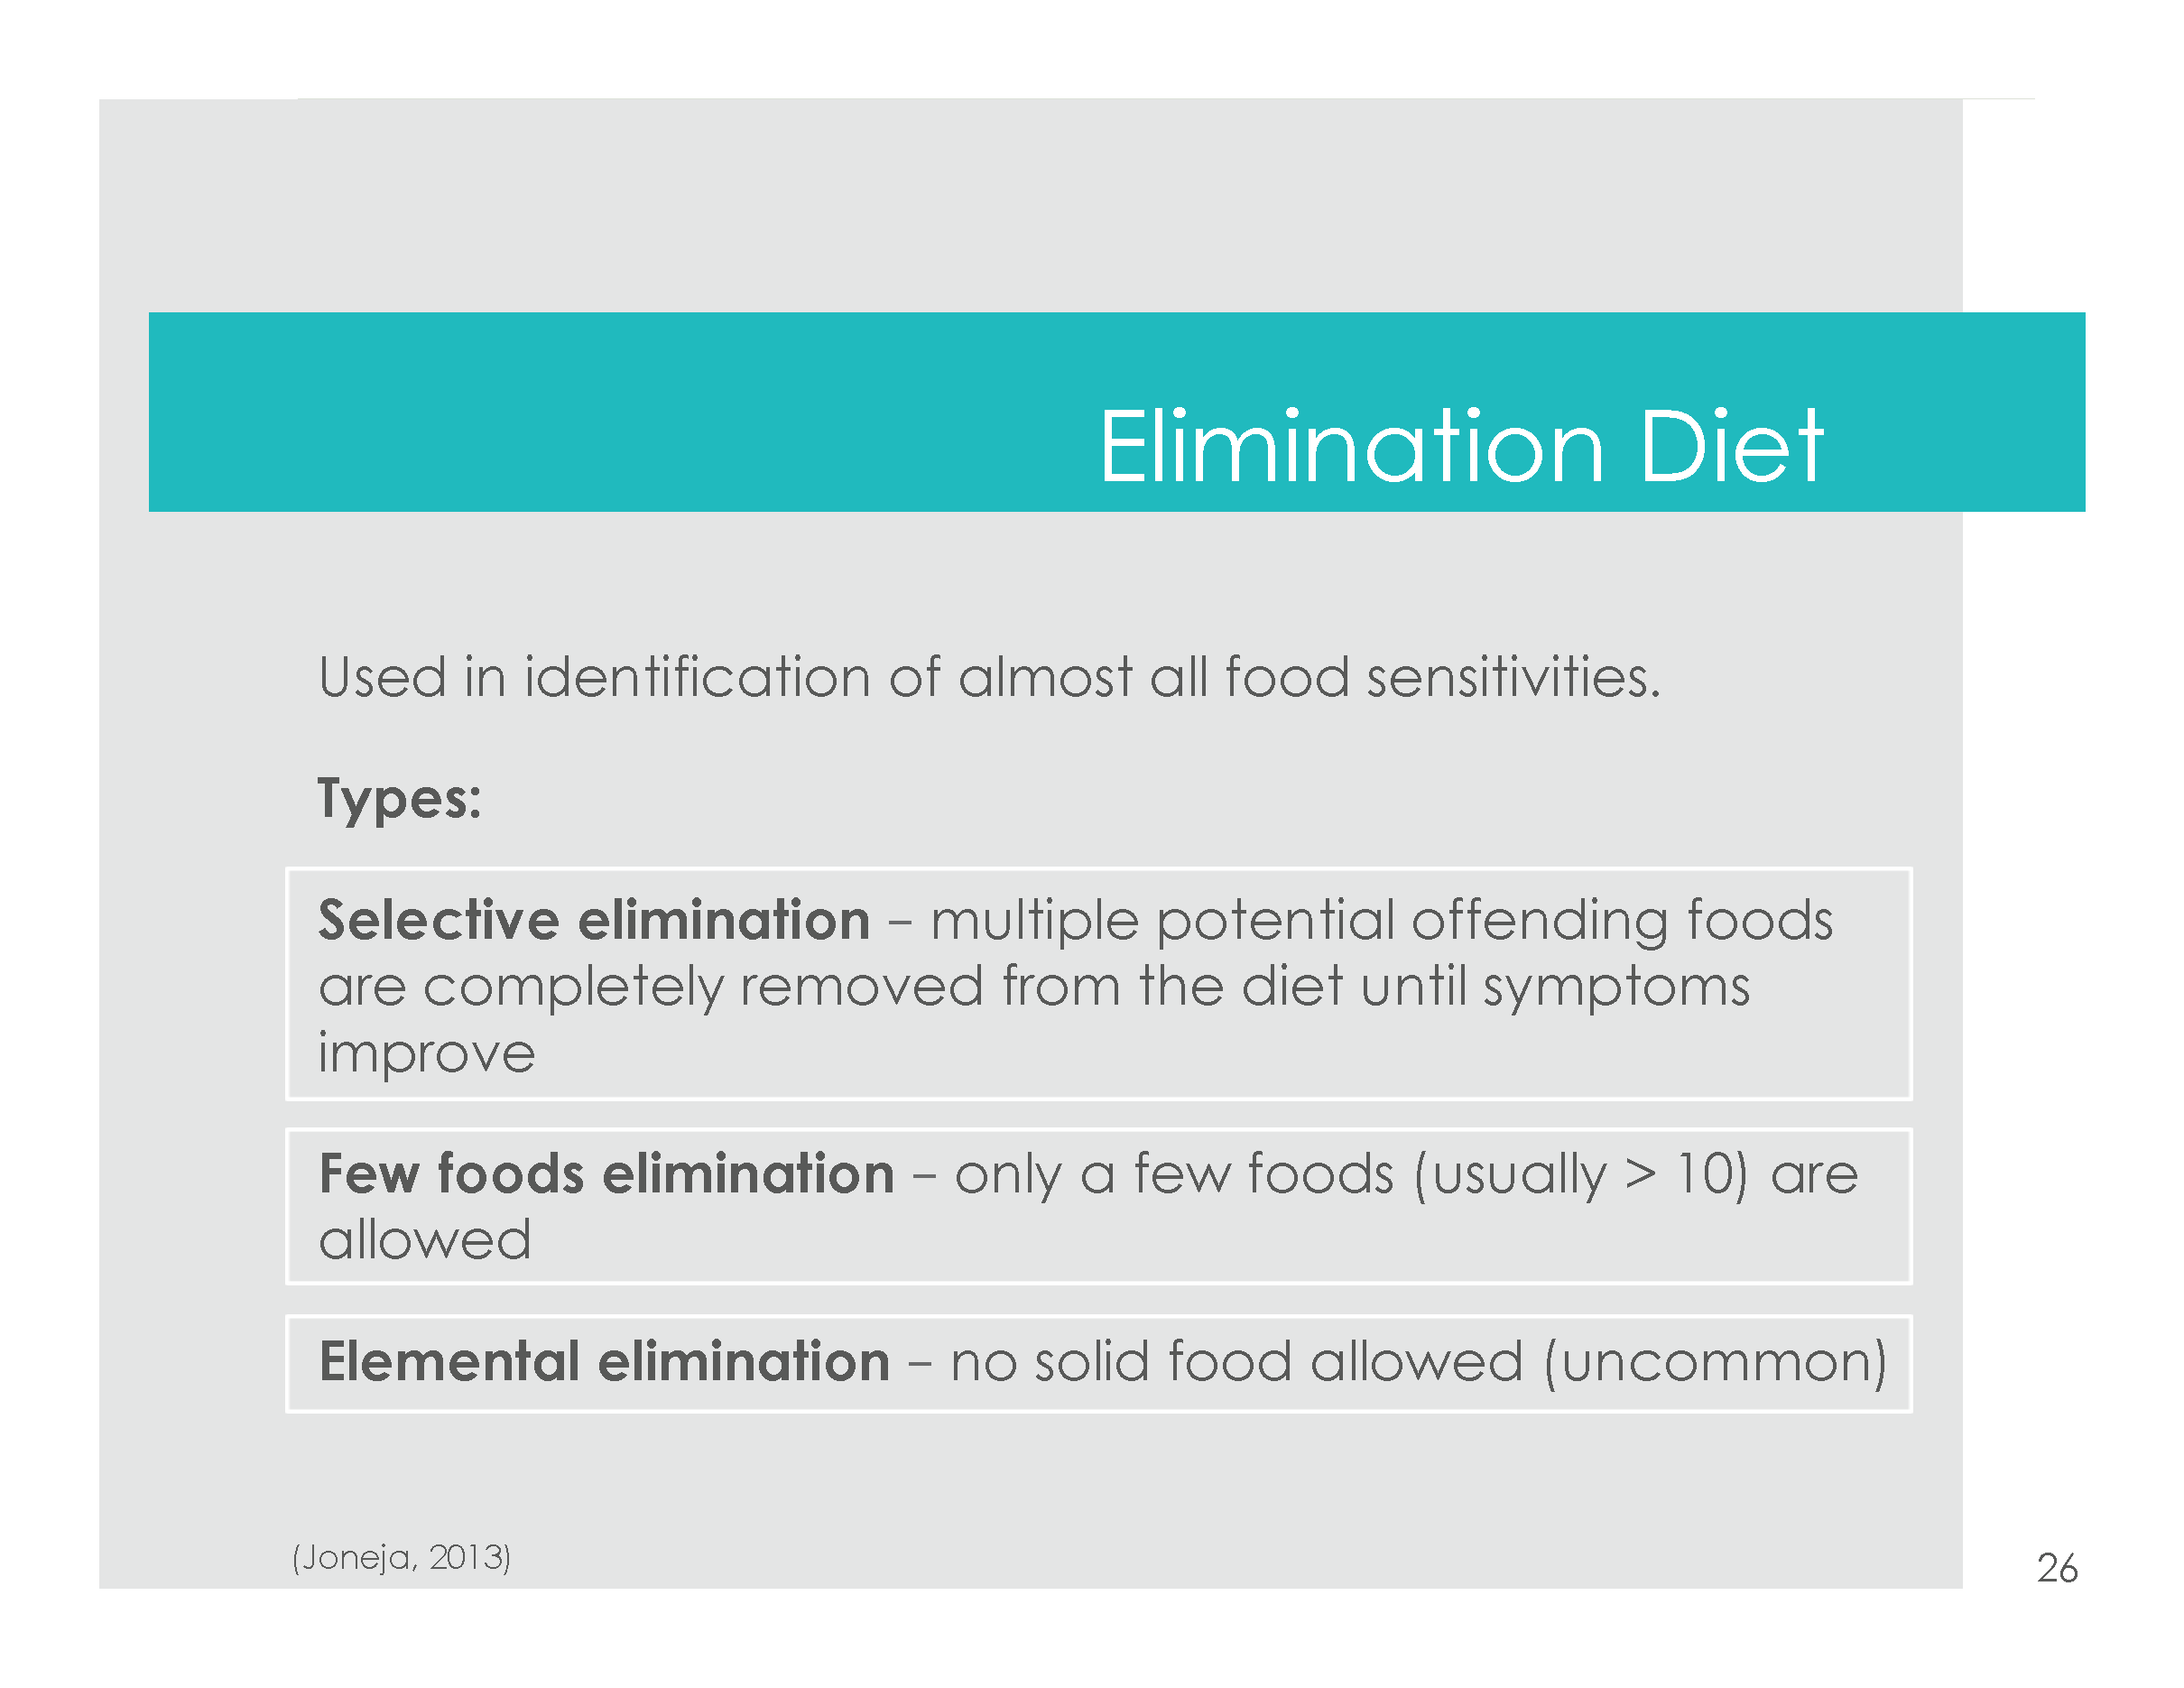 Elimination Diet
Used in identification of almost all food sensitivities.
Types:
Selective elimination – multiple potential offending foods
are completely removed from the diet until symptoms
improve
Few foods elimination – only a few foods (usually > 10) are
allowed
Elemental elimination – no solid food allowed (uncommon)
(Joneja, 2013)
26